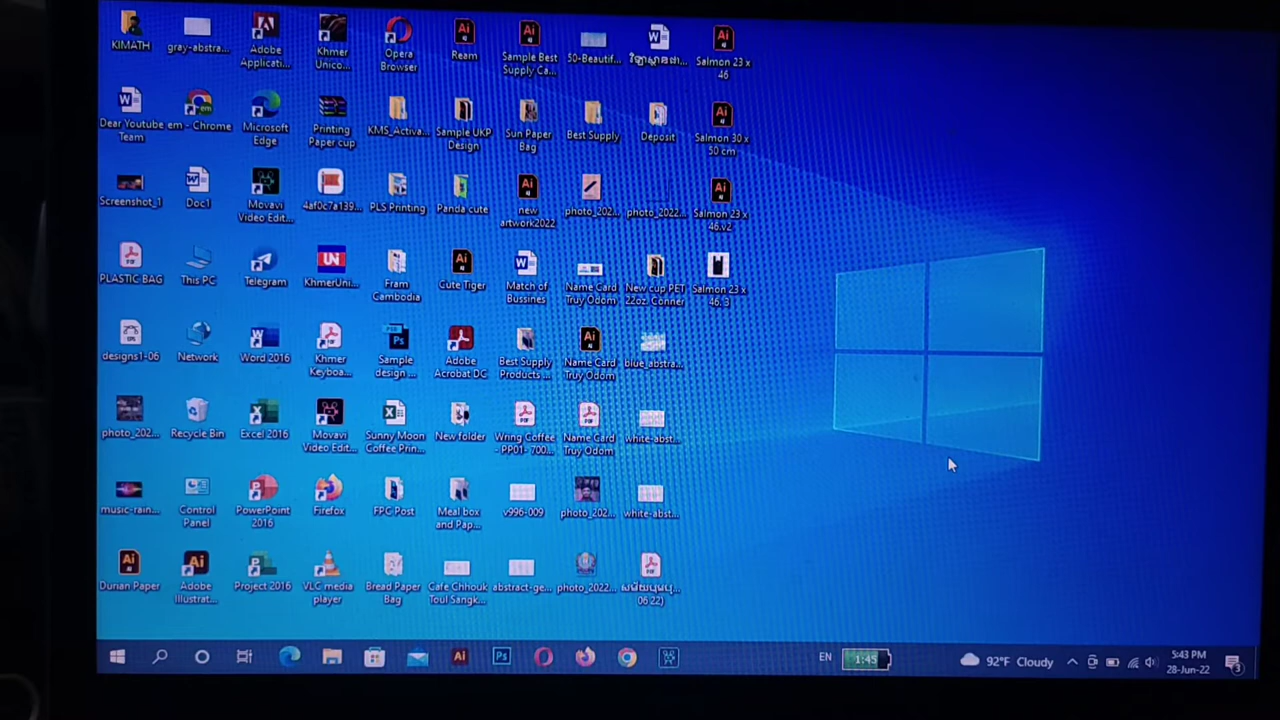 KIMATH
gray-abstra...
Adobe
Applicati...
Khmer
Unico...
Opera
Browser
Ream
Sample Best
Supply Ca...
50-Beautif...
Salmon 23 x
46
Dear Youtube
Team
em - Chrome
Microsoft
Edge
Printing
Paper cup
KMS_Activa...
Sample UKP
Design
Sun Paper
Bag
Best Supply
Deposit
Salmon 30 x
50 cm
Screenshot_1
Doc1
Movavi
Video Edit...
4af0c7a139...
PLS Printing
Panda cute
new
artwork2022
photo_202...
photo_2022...
Salmon 23 x
46.v2
PLASTIC BAG
This PC
Telegram
KhmerUni...
Fram
Cambodia
Cute Tiger
Match of
Bussines
Name Card
Truy Odom
New cup PET
22oz. Conner
Salmon 23 x
46. 3
designs1-06
Network
Word 2016
Khmer
Keyboa...
Sample
design ...
Adobe
Acrobat DC
Best Supply
Products ...
Name Card
Truy Odom
blue_abstra...
photo_202...
Recycle Bin
Excel 2016
Movavi
Video Edit...
Sunny Moon
Coffee Prin...
New folder
Wring Coffee
- PP01- 700...
Name Card
Truy Odom
white-abst...
music-rain...
Control
Panel
PowerPoint
2016
Firefox
FPC Post
Meal box
and Pap...
v996-009
photo_202...
white-abst...
Durian Paper
Adobe
Illustrat...
Project 2016
VLC media
player
Bread Paper
Bag
Cafe Chhouk
Toul Sangk...
abstract-ge...
photo_2022...
06 22)
EN
1:45
92°F Cloudy
5:43 PM
28-Jun-22
3